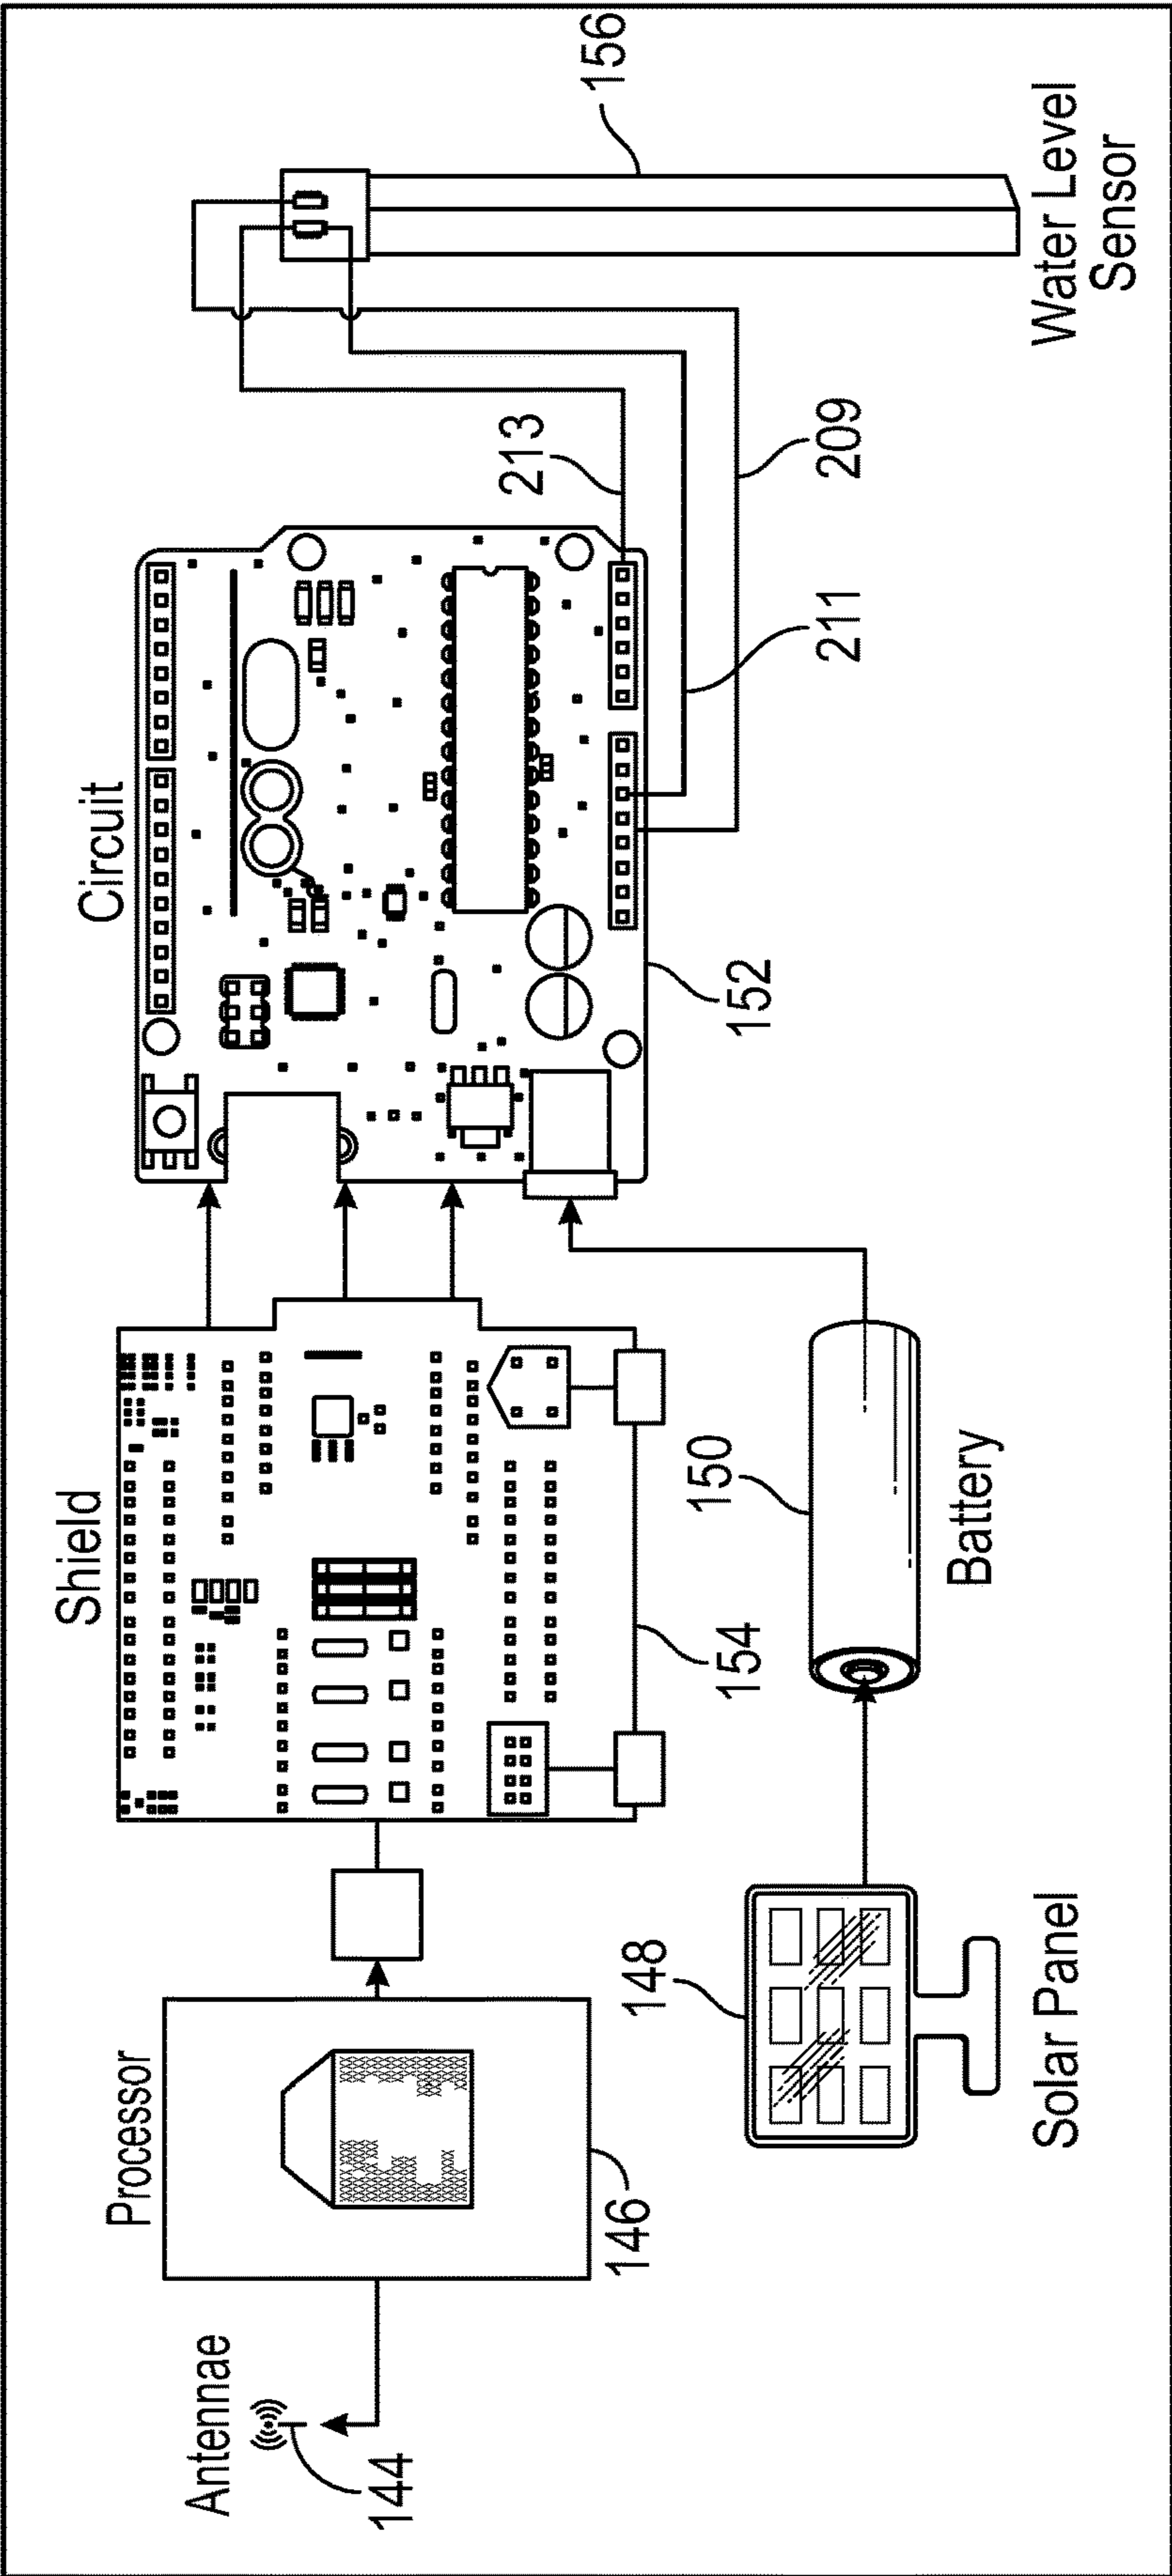 Antennae
144
Processor
146
Shield
154
Circuit
152
213
211
209
156
Water Level
Sensor
148
Solar Panel
150
Battery